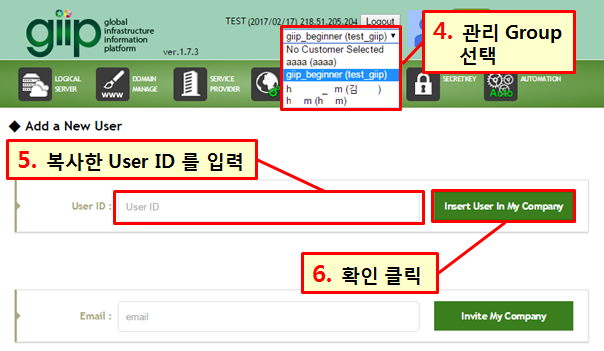 giip
global
infrastructure
information
platform
ver.1.7.3
TEST (2017/02/17) 218.51.205.204 Logout
giip_beginner (test_giip)
No Customer Selected
aaaa (aaaa)
giip_beginner (test_giip)
h _ m (김 )
h m (h m)
4. 관리 Group
선택
LOGICAL
SERVER
www
DOMAIN
MANAGE
SERVICE
PROVIDER
SECRETKEY
Auto
AUTOMATION
◆ Add a New User
5. 복사한 User ID 를 입력
User ID :
User ID
Insert User In My Company
6. 확인 클릭
Email :
email
Invite My Company